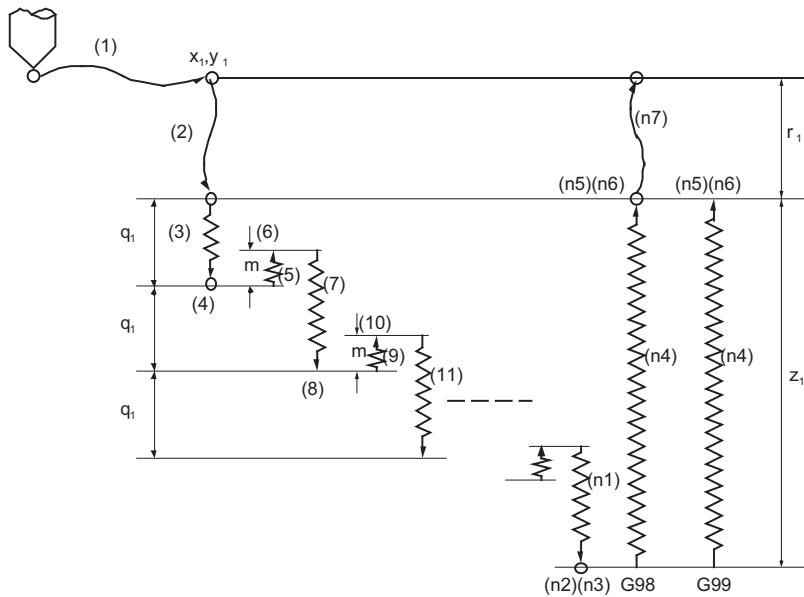 (1)
x₁,y₁
(2)
(n7)
r₁
(n5)(n6) (n5)(n6)
q₁
(3)
(6)
m
(5)
(7)
(4)
q₁
(10)
m
(9)
(8)
(11)
(n4) (n4)
z₁
q₁
(n1)
(n2)(n3) G98 G99